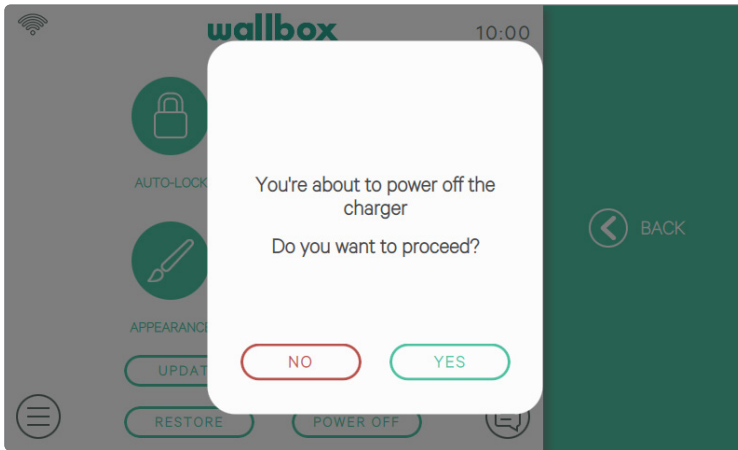 wallbox
10:00
AUTO-LOCK
APPEARANCE
UPDAT
RESTORE
POWER OFF
You're about to power off the
charger
Do you want to proceed?
NO
YES
BACK